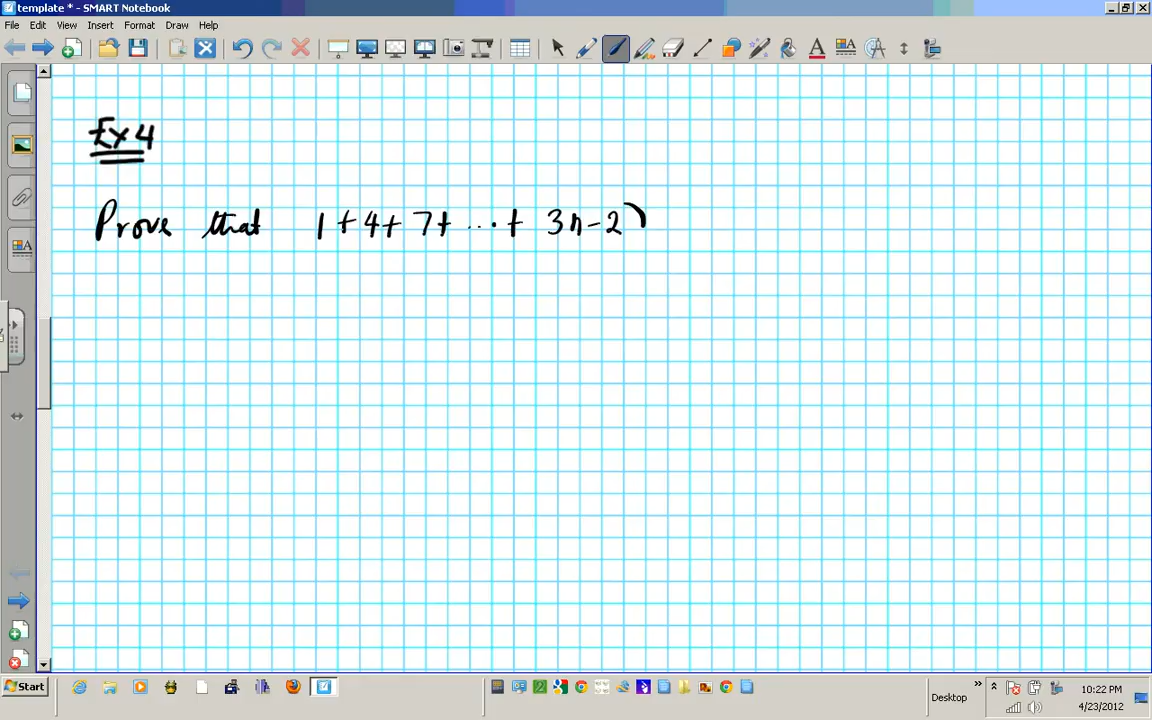 template * - SMART Notebook
File Edit View Insert Format Draw Help
Ex 4
Prove that 1 + 4 + 7 + ... + 3n - 2)
Start
Desktop
10:22 PM
4/23/2012